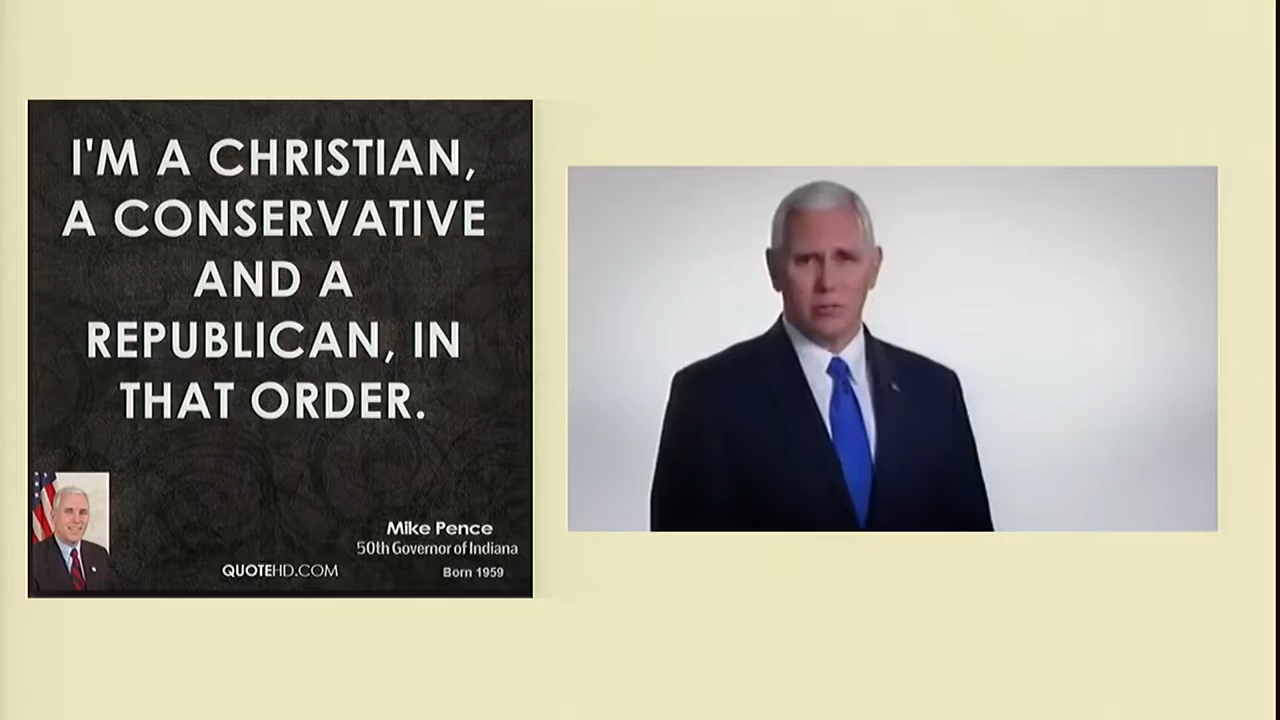 I'M A CHRISTIAN,
A CONSERVATIVE
AND A
REPUBLICAN, IN
THAT ORDER.
Mike Pence
50th Governor of Indiana
QUOTEHD.COM
Born 1959